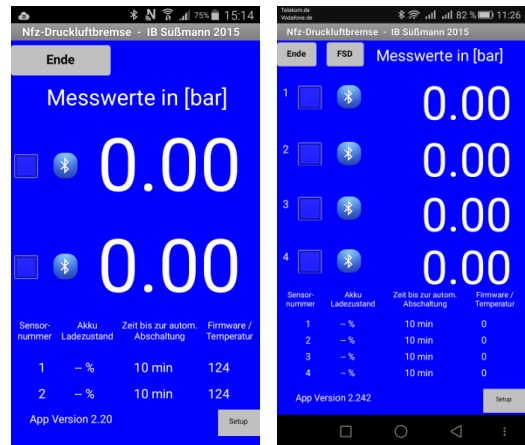 75% 15:14
Nfz-Druckluftbremse - IB Süßmann 2015
Ende
Messwerte in [bar]
0.00
0.00
Sensor-nummer Akku Ladezustand Zeit bis zur autom. Abschaltung Firmware / Temperatur
1 -- % 10 min 124
2 -- % 10 min 124
App Version 2.20 Setup
Telekom.de
Vodafone.de
82 % 11:26
Nfz-Druckluftbremse - IB Süßmann 2015
Ende FSD Messwerte in [bar]
1 0.00
2 0.00
3 0.00
4 0.00
Sensor-nummer Akku Ladezustand Zeit bis zur autom. Abschaltung Firmware / Temperatur
1 -- % 10 min 0
2 -- % 10 min 0
3 -- % 10 min 0
4 -- % 10 min 0
App Version 2.242 Setup